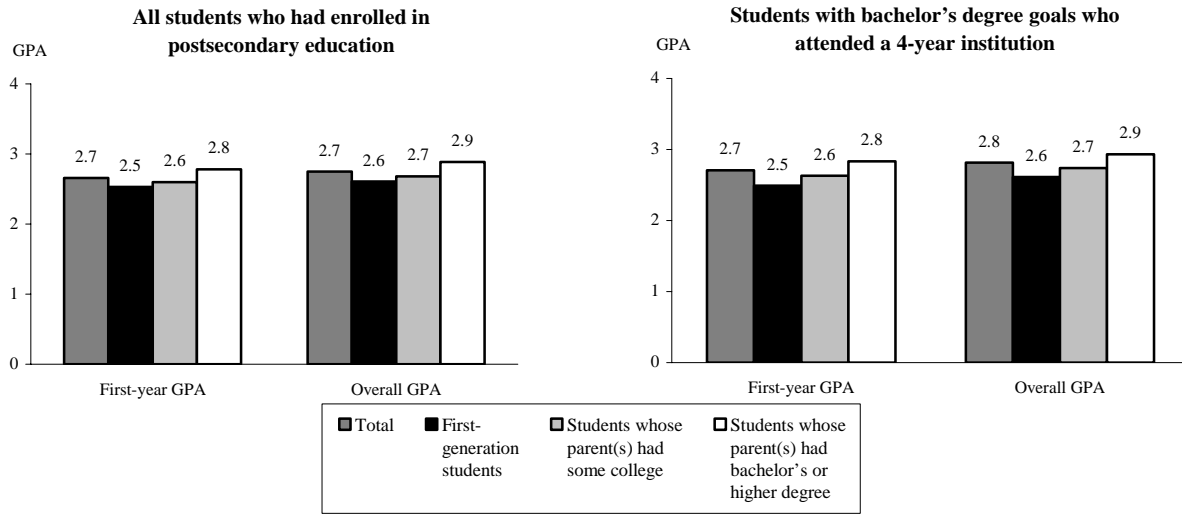 All students who had enrolled in
postsecondary education
GPA
4
3
2
1
0
2.7
2.5
2.6
2.8
2.7
2.6
2.7
2.9
First-year GPA
Overall GPA
Students with bachelor’s degree goals who
attended a 4-year institution
GPA
4
3
2
1
0
2.7
2.5
2.6
2.8
2.8
2.6
2.7
2.9
First-year GPA
Overall GPA
Total
First-
generation
students
Students whose
parent(s) had
some college
Students whose
parent(s) had
bachelor’s or
higher degree